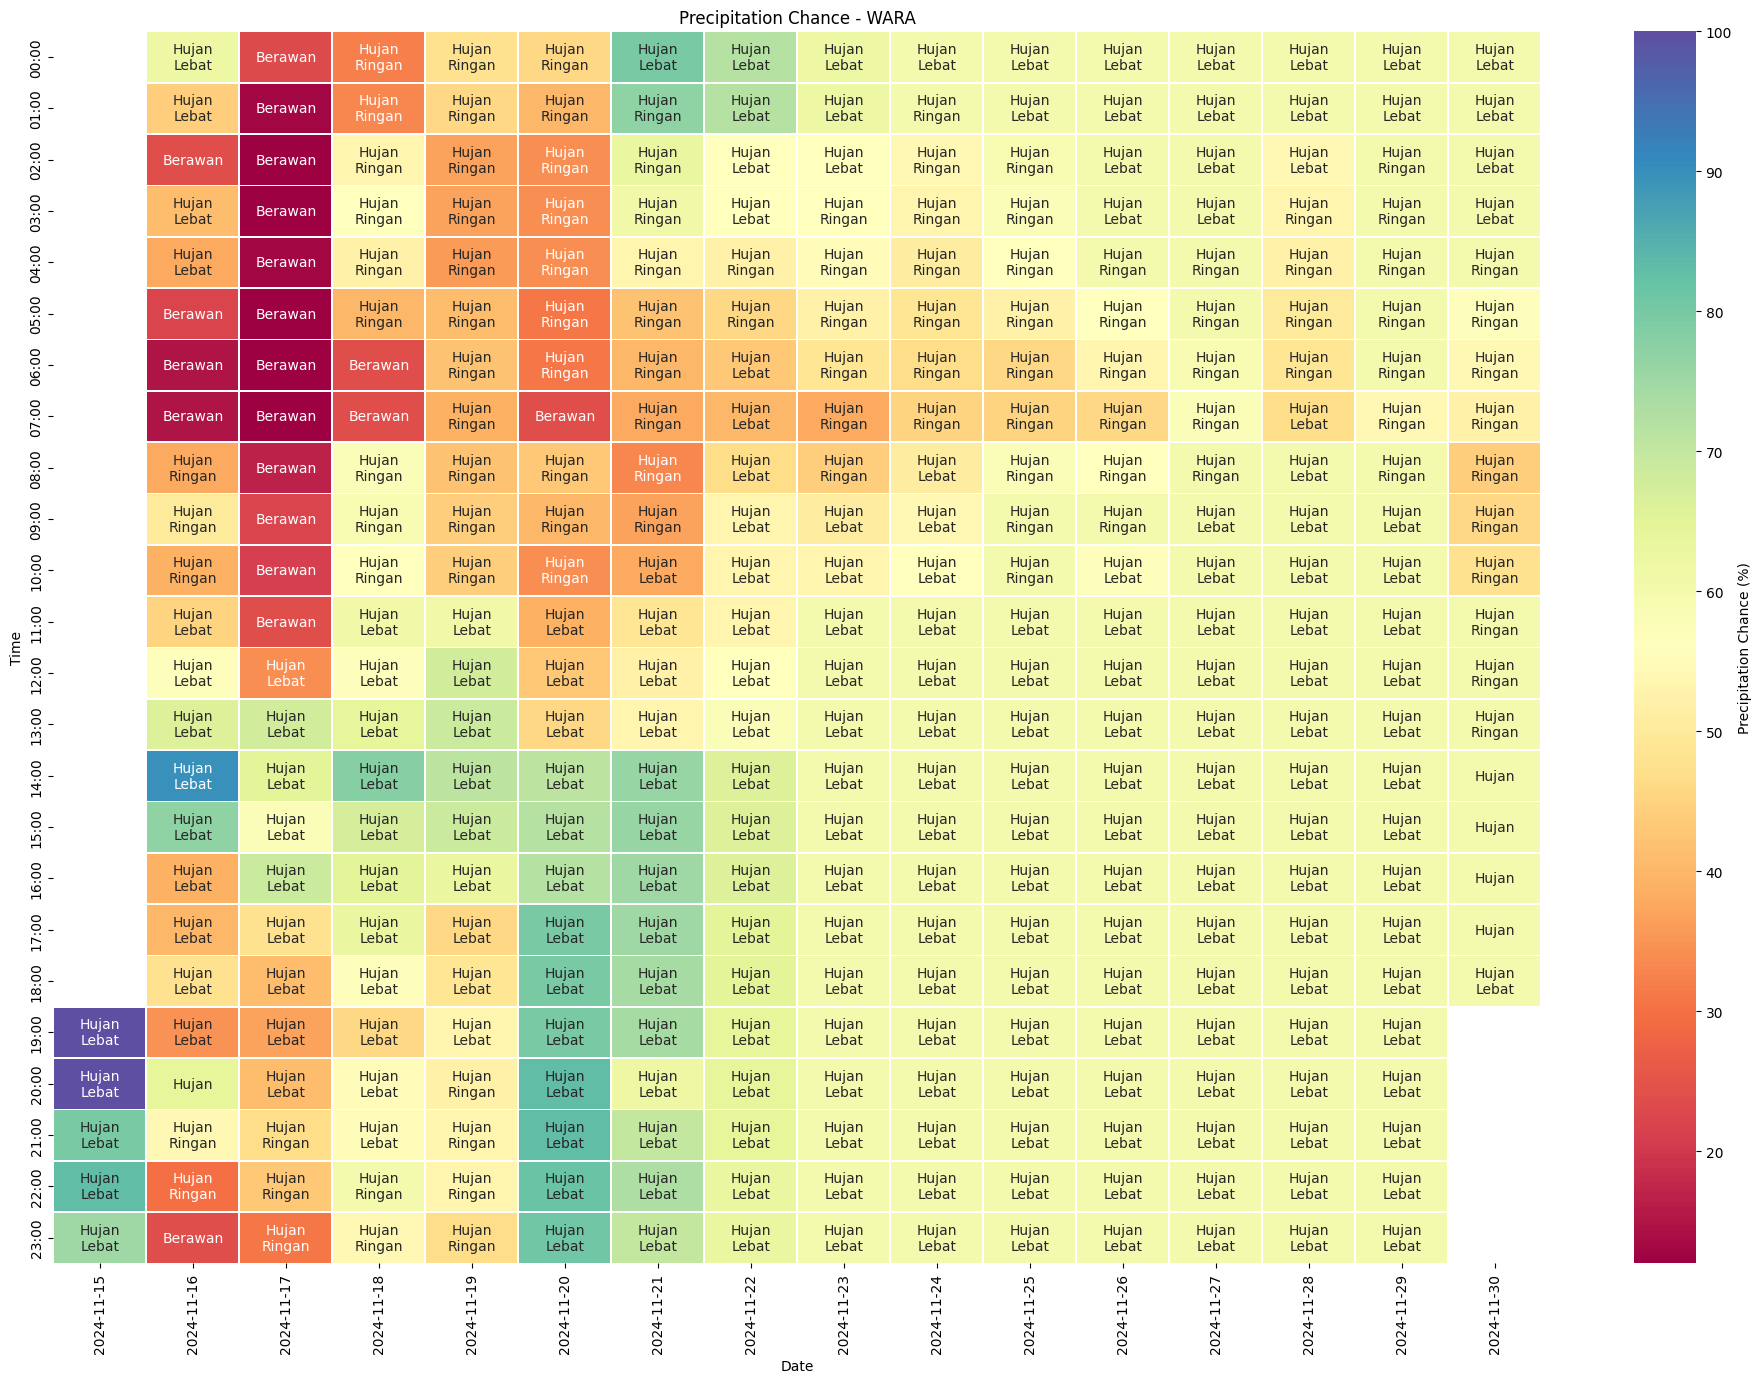 Precipitation Chance - WARA
00:00 Hujan Lebat Berawan Hujan Ringan Hujan Ringan Hujan Ringan Hujan Lebat Hujan Lebat Hujan Lebat Hujan Lebat Hujan Lebat Hujan Lebat Hujan Lebat Hujan Lebat Hujan Lebat Hujan Lebat
01:00 Hujan Lebat Berawan Hujan Ringan Hujan Ringan Hujan Ringan Hujan Ringan Hujan Lebat Hujan Lebat Hujan Ringan Hujan Lebat Hujan Lebat Hujan Lebat Hujan Lebat Hujan Lebat Hujan Lebat
02:00 Berawan Berawan Hujan Ringan Hujan Ringan Hujan Ringan Hujan Ringan Hujan Lebat Hujan Lebat Hujan Ringan Hujan Ringan Hujan Lebat Hujan Lebat Hujan Lebat Hujan Ringan Hujan Lebat
03:00 Hujan Lebat Berawan Hujan Ringan Hujan Ringan Hujan Ringan Hujan Ringan Hujan Lebat Hujan Ringan Hujan Ringan Hujan Ringan Hujan Lebat Hujan Lebat Hujan Ringan Hujan Ringan Hujan Lebat
04:00 Hujan Lebat Berawan Hujan Ringan Hujan Ringan Hujan Ringan Hujan Ringan Hujan Ringan Hujan Ringan Hujan Ringan Hujan Ringan Hujan Ringan Hujan Ringan Hujan Ringan Hujan Ringan Hujan Ringan
05:00 Berawan Berawan Hujan Ringan Hujan Ringan Hujan Ringan Hujan Ringan Hujan Ringan Hujan Ringan Hujan Ringan Hujan Ringan Hujan Ringan Hujan Ringan Hujan Ringan Hujan Ringan Hujan Ringan
06:00 Berawan Berawan Berawan Hujan Ringan Hujan Ringan Hujan Ringan Hujan Lebat Hujan Ringan Hujan Ringan Hujan Ringan Hujan Ringan Hujan Ringan Hujan Ringan Hujan Ringan Hujan Ringan
07:00 Berawan Berawan Berawan Hujan Ringan Berawan Hujan Ringan Hujan Lebat Hujan Ringan Hujan Ringan Hujan Ringan Hujan Ringan Hujan Ringan Hujan Lebat Hujan Ringan Hujan Ringan
08:00 Hujan Ringan Berawan Hujan Ringan Hujan Ringan Hujan Ringan Hujan Ringan Hujan Lebat Hujan Ringan Hujan Lebat Hujan Ringan Hujan Ringan Hujan Ringan Hujan Lebat Hujan Ringan Hujan Ringan
09:00 Hujan Ringan Berawan Hujan Ringan Hujan Ringan Hujan Ringan Hujan Ringan Hujan Lebat Hujan Lebat Hujan Lebat Hujan Ringan Hujan Ringan Hujan Lebat Hujan Lebat Hujan Lebat Hujan Ringan
10:00 Hujan Ringan Berawan Hujan Ringan Hujan Ringan Hujan Ringan Hujan Lebat Hujan Lebat Hujan Lebat Hujan Lebat Hujan Ringan Hujan Lebat Hujan Lebat Hujan Lebat Hujan Lebat Hujan Ringan
11:00 Hujan Lebat Berawan Hujan Lebat Hujan Lebat Hujan Lebat Hujan Lebat Hujan Lebat Hujan Lebat Hujan Lebat Hujan Lebat Hujan Lebat Hujan Lebat Hujan Lebat Hujan Lebat Hujan Ringan
12:00 Hujan Lebat Hujan Lebat Hujan Lebat Hujan Lebat Hujan Lebat Hujan Lebat Hujan Lebat Hujan Lebat Hujan Lebat Hujan Lebat Hujan Lebat Hujan Lebat Hujan Lebat Hujan Lebat Hujan Ringan
13:00 Hujan Lebat Hujan Lebat Hujan Lebat Hujan Lebat Hujan Lebat Hujan Lebat Hujan Lebat Hujan Lebat Hujan Lebat Hujan Lebat Hujan Lebat Hujan Lebat Hujan Lebat Hujan Lebat Hujan Ringan
14:00 Hujan Lebat Hujan Lebat Hujan Lebat Hujan Lebat Hujan Lebat Hujan Lebat Hujan Lebat Hujan Lebat Hujan Lebat Hujan Lebat Hujan Lebat Hujan Lebat Hujan Lebat Hujan Lebat Hujan
15:00 Hujan Lebat Hujan Lebat Hujan Lebat Hujan Lebat Hujan Lebat Hujan Lebat Hujan Lebat Hujan Lebat Hujan Lebat Hujan Lebat Hujan Lebat Hujan Lebat Hujan Lebat Hujan Lebat Hujan
16:00 Hujan Lebat Hujan Lebat Hujan Lebat Hujan Lebat Hujan Lebat Hujan Lebat Hujan Lebat Hujan Lebat Hujan Lebat Hujan Lebat Hujan Lebat Hujan Lebat Hujan Lebat Hujan Lebat Hujan
17:00 Hujan Lebat Hujan Lebat Hujan Lebat Hujan Lebat Hujan Lebat Hujan Lebat Hujan Lebat Hujan Lebat Hujan Lebat Hujan Lebat Hujan Lebat Hujan Lebat Hujan Lebat Hujan Lebat Hujan
18:00 Hujan Lebat Hujan Lebat Hujan Lebat Hujan Lebat Hujan Lebat Hujan Lebat Hujan Lebat Hujan Lebat Hujan Lebat Hujan Lebat Hujan Lebat Hujan Lebat Hujan Lebat Hujan Lebat Hujan Lebat
19:00 Hujan Lebat Hujan Lebat Hujan Lebat Hujan Lebat Hujan Lebat Hujan Lebat Hujan Lebat Hujan Lebat Hujan Lebat Hujan Lebat Hujan Lebat Hujan Lebat Hujan Lebat Hujan Lebat Hujan Lebat
20:00 Hujan Lebat Hujan Hujan Lebat Hujan Lebat Hujan Ringan Hujan Lebat Hujan Lebat Hujan Lebat Hujan Lebat Hujan Lebat Hujan Lebat Hujan Lebat Hujan Lebat Hujan Lebat Hujan Lebat
21:00 Hujan Lebat Hujan Ringan Hujan Ringan Hujan Lebat Hujan Ringan Hujan Lebat Hujan Lebat Hujan Lebat Hujan Lebat Hujan Lebat Hujan Lebat Hujan Lebat Hujan Lebat Hujan Lebat Hujan Lebat
22:00 Hujan Lebat Hujan Ringan Hujan Ringan Hujan Ringan Hujan Ringan Hujan Lebat Hujan Lebat Hujan Lebat Hujan Lebat Hujan Lebat Hujan Lebat Hujan Lebat Hujan Lebat Hujan Lebat Hujan Lebat
23:00 Hujan Lebat Berawan Hujan Ringan Hujan Ringan Hujan Ringan Hujan Lebat Hujan Lebat Hujan Lebat Hujan Lebat Hujan Lebat Hujan Lebat Hujan Lebat Hujan Lebat Hujan Lebat Hujan Lebat
Time
2024-11-15 2024-11-16 2024-11-17 2024-11-18 2024-11-19 2024-11-20 2024-11-21 2024-11-22 2024-11-23 2024-11-24 2024-11-25 2024-11-26 2024-11-27 2024-11-28 2024-11-29 2024-11-30
Date
100
90
80
70
60
50
40
30
20
Precipitation Chance (%)